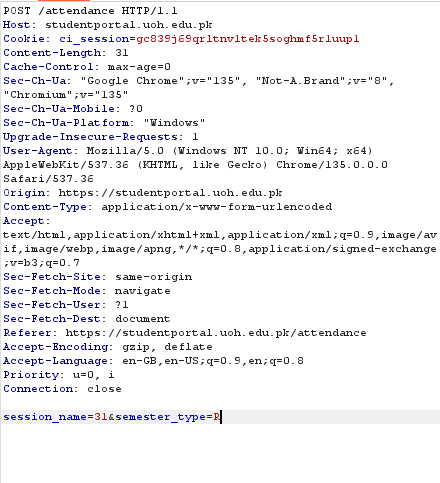 POST /attendance HTTP/1.1
Host: studentportal.uoh.edu.pk
Cookie: ci_session=gc839j69qrltnvltek5soghmf5rluupl
Content-Length: 31
Cache-Control: max-age=0
Sec-Ch-Ua: "Google Chrome";v="135", "Not-A.Brand";v="8",
"Chromium";v="135"
Sec-Ch-Ua-Mobile: ?0
Sec-Ch-Ua-Platform: "Windows"
Upgrade-Insecure-Requests: 1
User-Agent: Mozilla/5.0 (Windows NT 10.0; Win64; x64)
AppleWebKit/537.36 (KHTML, like Gecko) Chrome/135.0.0.0
Safari/537.36
Origin: https://studentportal.uoh.edu.pk
Content-Type: application/x-www-form-urlencoded
Accept:
text/html,application/xhtml+xml,application/xml;q=0.9,image/av
if,image/webp,image/apng,*/*;q=0.8,application/signed-exchange
;v=b3;q=0.7
Sec-Fetch-Site: same-origin
Sec-Fetch-Mode: navigate
Sec-Fetch-User: ?1
Sec-Fetch-Dest: document
Referer: https://studentportal.uoh.edu.pk/attendance
Accept-Encoding: gzip, deflate
Accept-Language: en-GB,en-US;q=0.9,en;q=0.8
Priority: u=0, i
Connection: close
session_name=31&semester_type=R